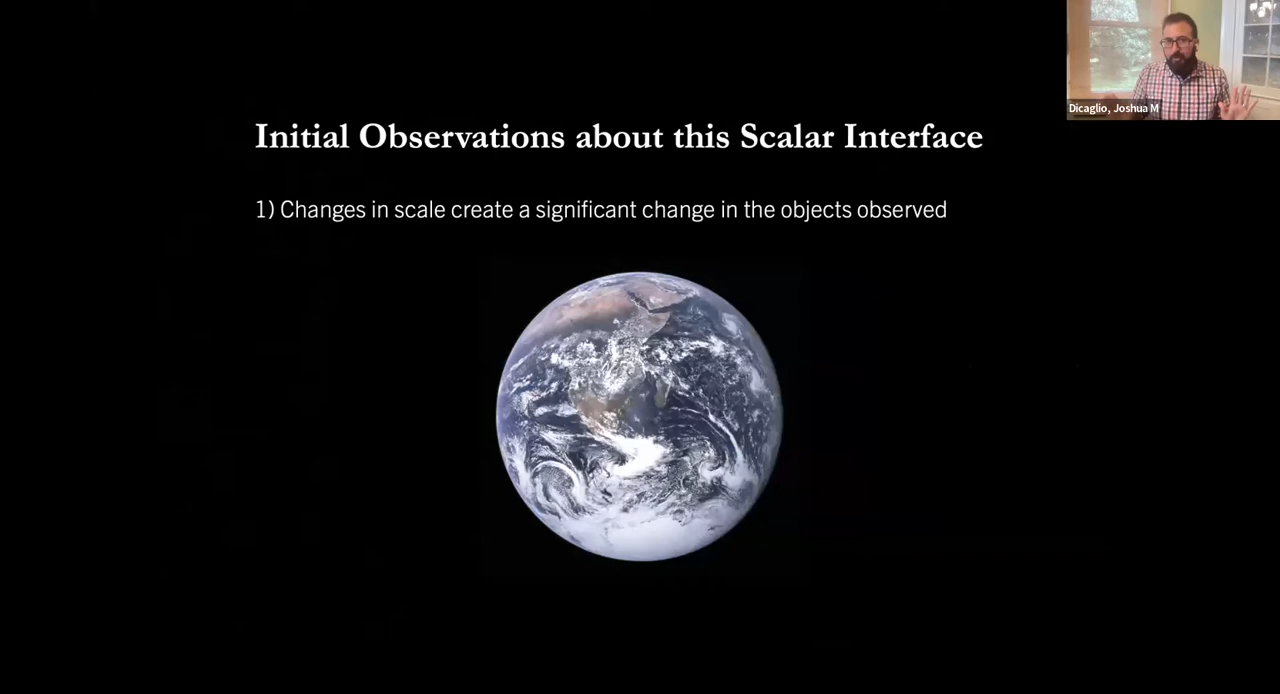 Dicaglio, Joshua M
Initial Observations about this Scalar Interface
1) Changes in scale create a significant change in the objects observed